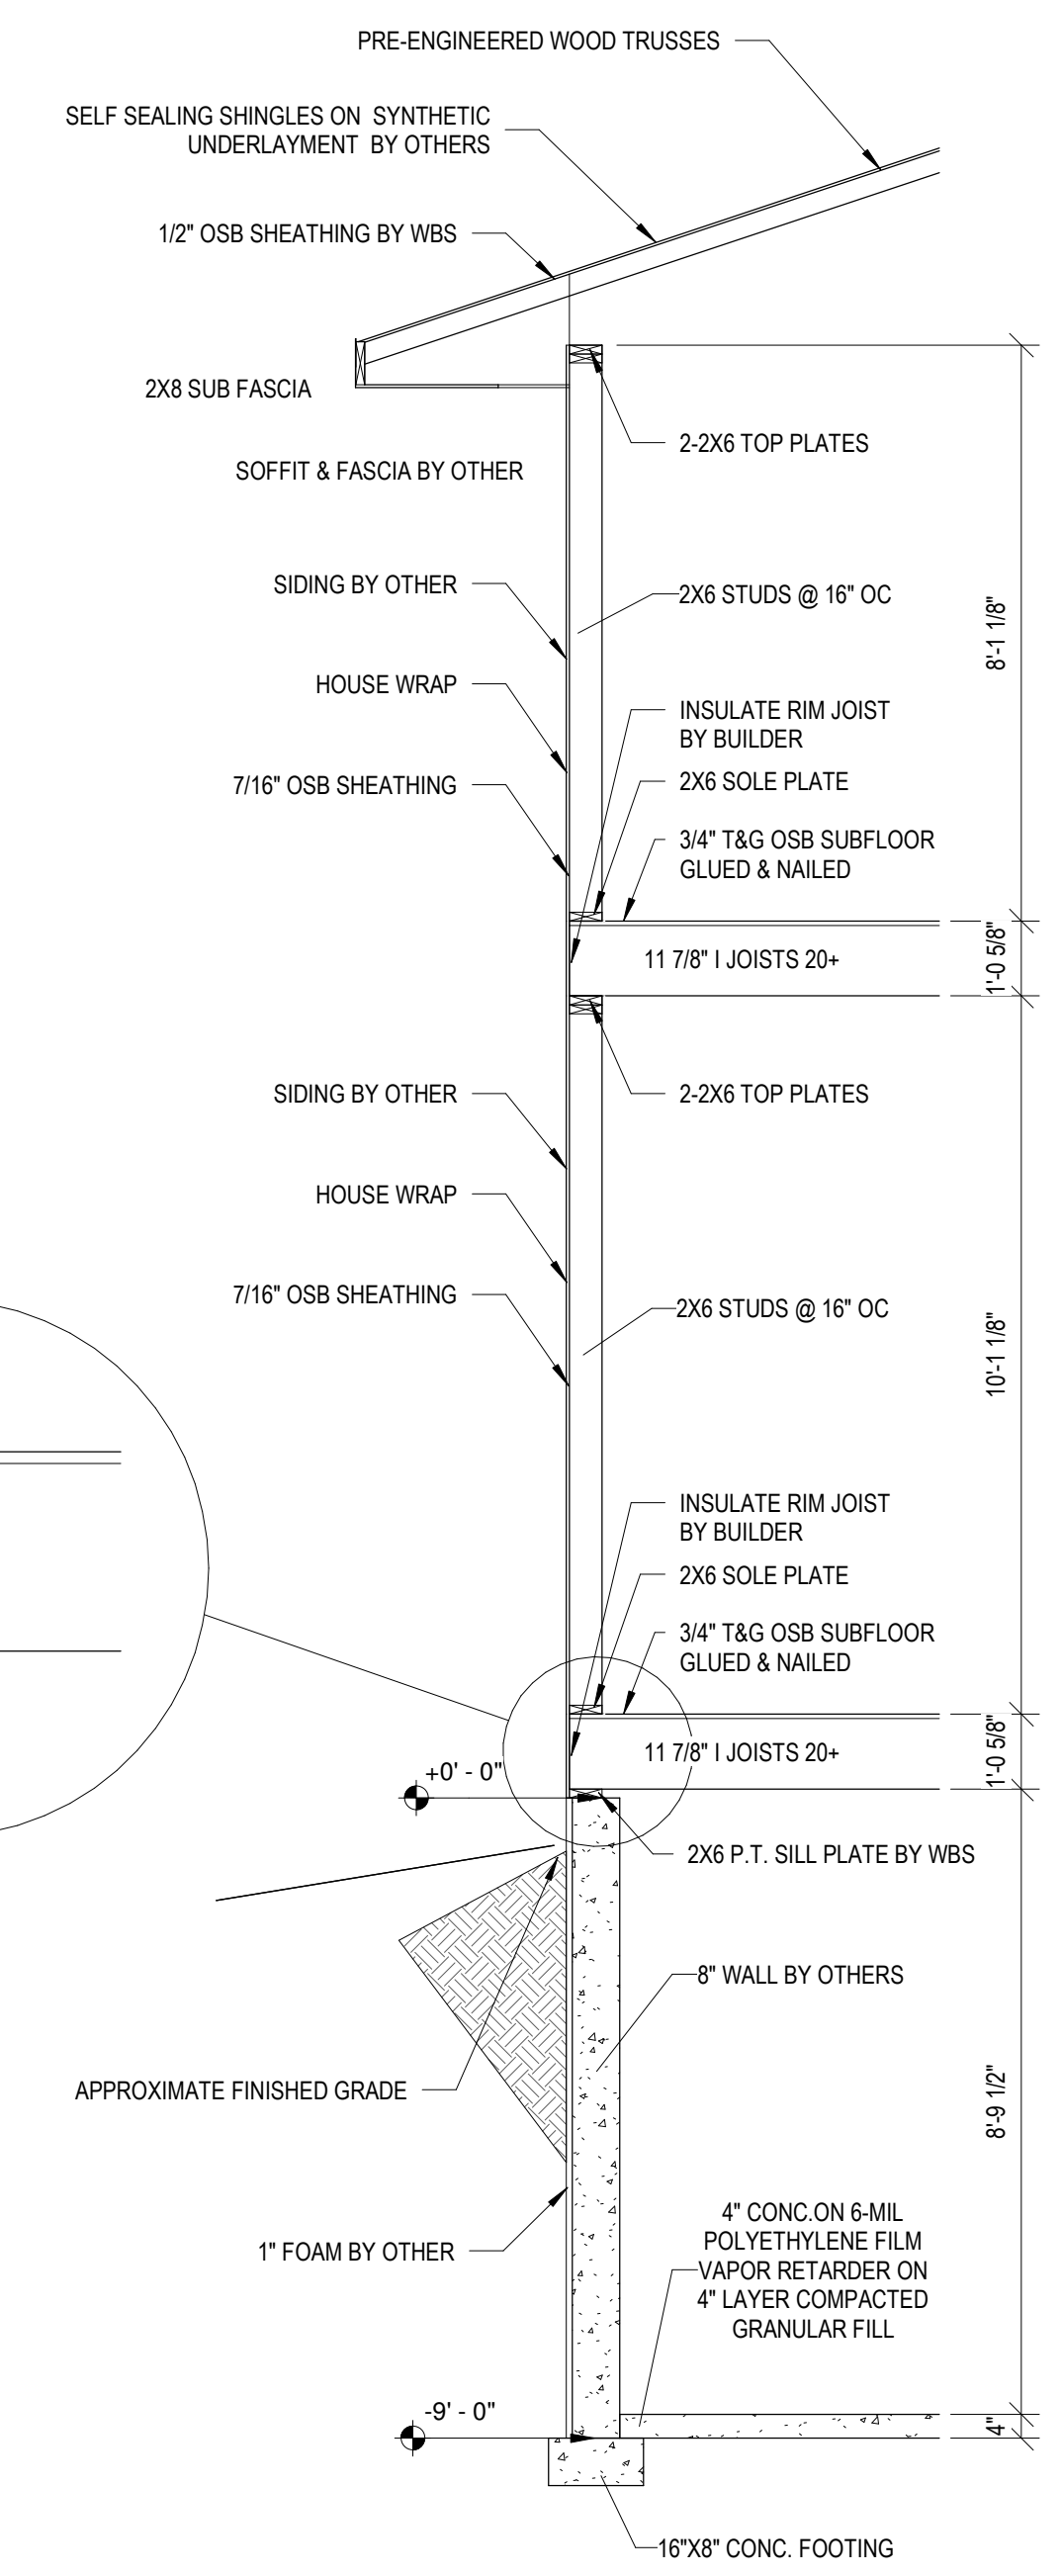 PRE-ENGINEERED WOOD TRUSSES
SELF SEALING SHINGLES ON SYNTHETIC
UNDERLAYMENT BY OTHERS
1/2" OSB SHEATHING BY WBS
2X8 SUB FASCIA
2-2X6 TOP PLATES
SOFFIT & FASCIA BY OTHER
SIDING BY OTHER
2X6 STUDS @ 16" OC
8'-1 1/8"
HOUSE WRAP
INSULATE RIM JOIST
BY BUILDER
7/16" OSB SHEATHING
2X6 SOLE PLATE
3/4" T&G OSB SUBFLOOR
GLUED & NAILED
11 7/8" I JOISTS 20+
1'-0 5/8"
SIDING BY OTHER
2-2X6 TOP PLATES
HOUSE WRAP
7/16" OSB SHEATHING
2X6 STUDS @ 16" OC
10'-1 1/8"
INSULATE RIM JOIST
BY BUILDER
2X6 SOLE PLATE
3/4" T&G OSB SUBFLOOR
GLUED & NAILED
11 7/8" I JOISTS 20+
1'-0 5/8"
+0' - 0"
2X6 P.T. SILL PLATE BY WBS
8" WALL BY OTHERS
APPROXIMATE FINISHED GRADE
8'-9 1/2"
1" FOAM BY OTHER
4" CONC.ON 6-MIL
POLYETHYLENE FILM
VAPOR RETARDER ON
4" LAYER COMPACTED
GRANULAR FILL
-9' - 0"
4"
16"X8" CONC. FOOTING